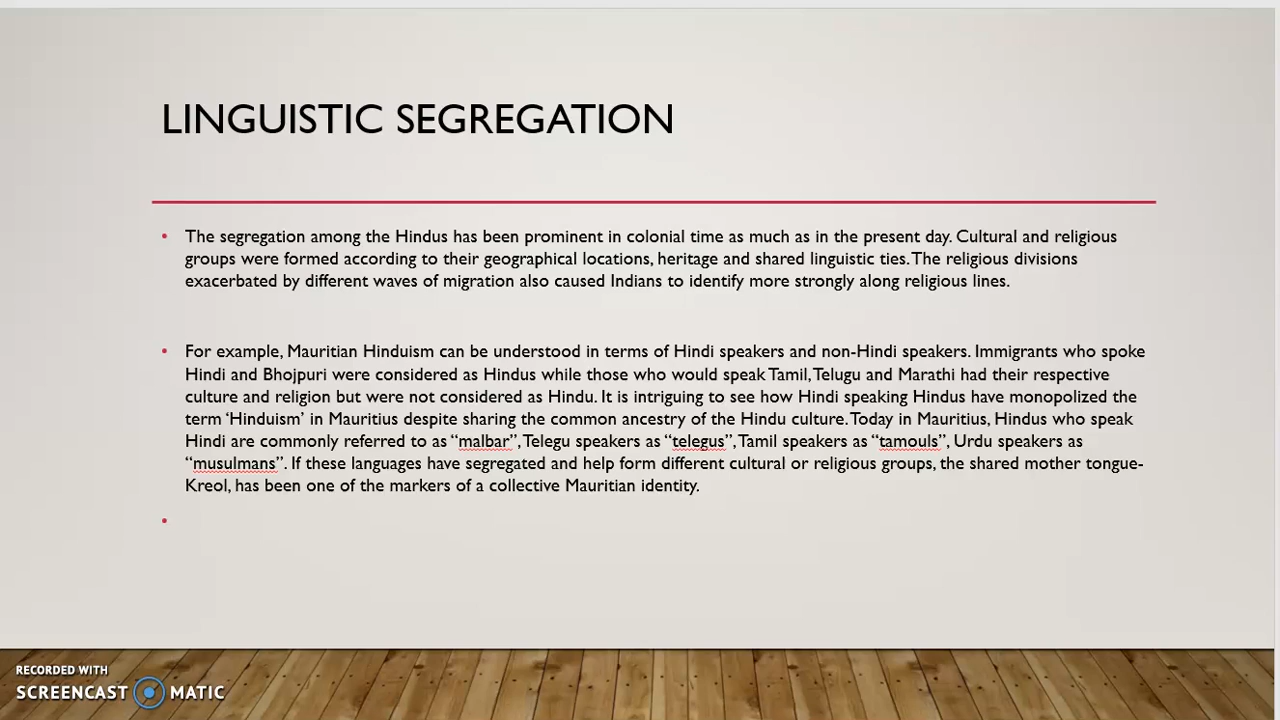 LINGUISTIC SEGREGATION
• The segregation among the Hindus has been prominent in colonial time as much as in the present day. Cultural and religious
groups were formed according to their geographical locations, heritage and shared linguistic ties. The religious divisions
exacerbated by different waves of migration also caused Indians to identify more strongly along religious lines.
• For example, Mauritian Hinduism can be understood in terms of Hindi speakers and non-Hindi speakers. Immigrants who spoke
Hindi and Bhojpuri were considered as Hindus while those who would speak Tamil, Telugu and Marathi had their respective
culture and religion but were not considered as Hindu. It is intriguing to see how Hindi speaking Hindus have monopolized the
term ‘Hinduism’ in Mauritius despite sharing the common ancestry of the Hindu culture. Today in Mauritius, Hindus who speak
Hindi are commonly referred to as “malbar”, Telegu speakers as “telegus”, Tamil speakers as “tamouls”, Urdu speakers as
“musulmans”. If these languages have segregated and help form different cultural or religious groups, the shared mother tongue-
Kreol, has been one of the markers of a collective Mauritian identity.
•
RECORDED WITH
SCREENCAST MATIC